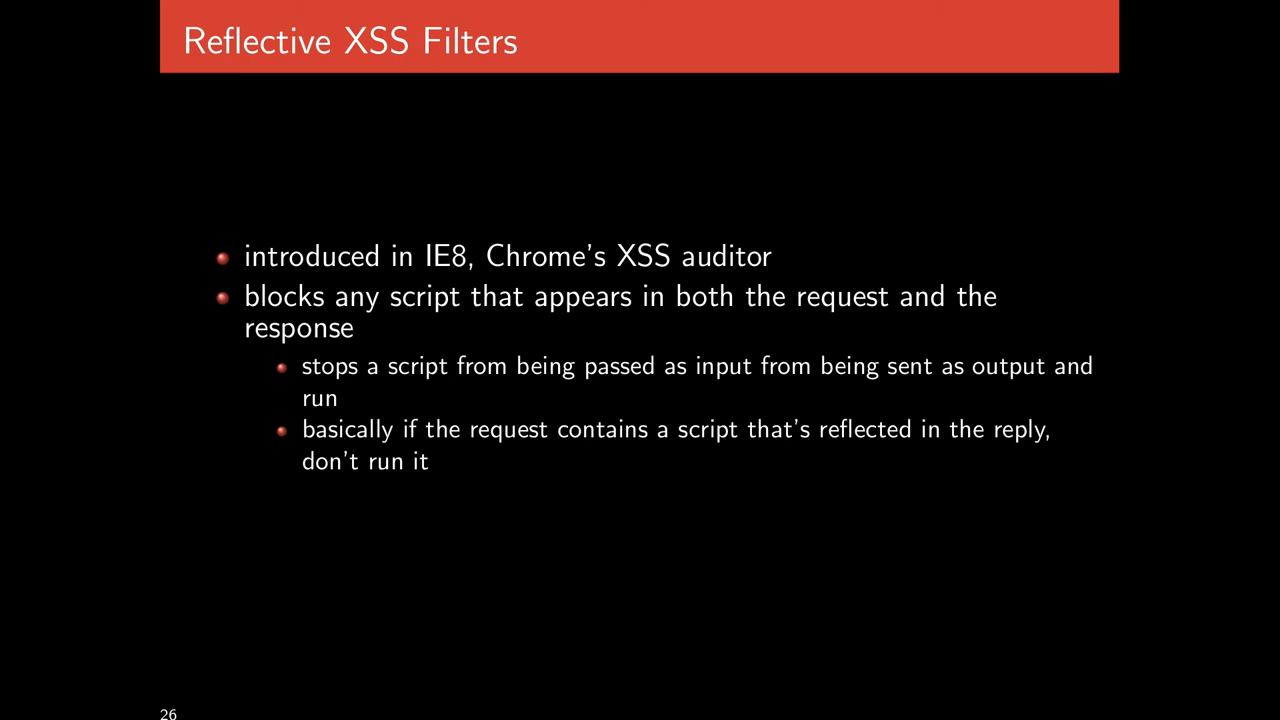 Reflective XSS Filters
introduced in IE8, Chrome's XSS auditor
blocks any script that appears in both the request and the
response
stops a script from being passed as input from being sent as output and
run
basically if the request contains a script that's reflected in the reply,
don't run it
26